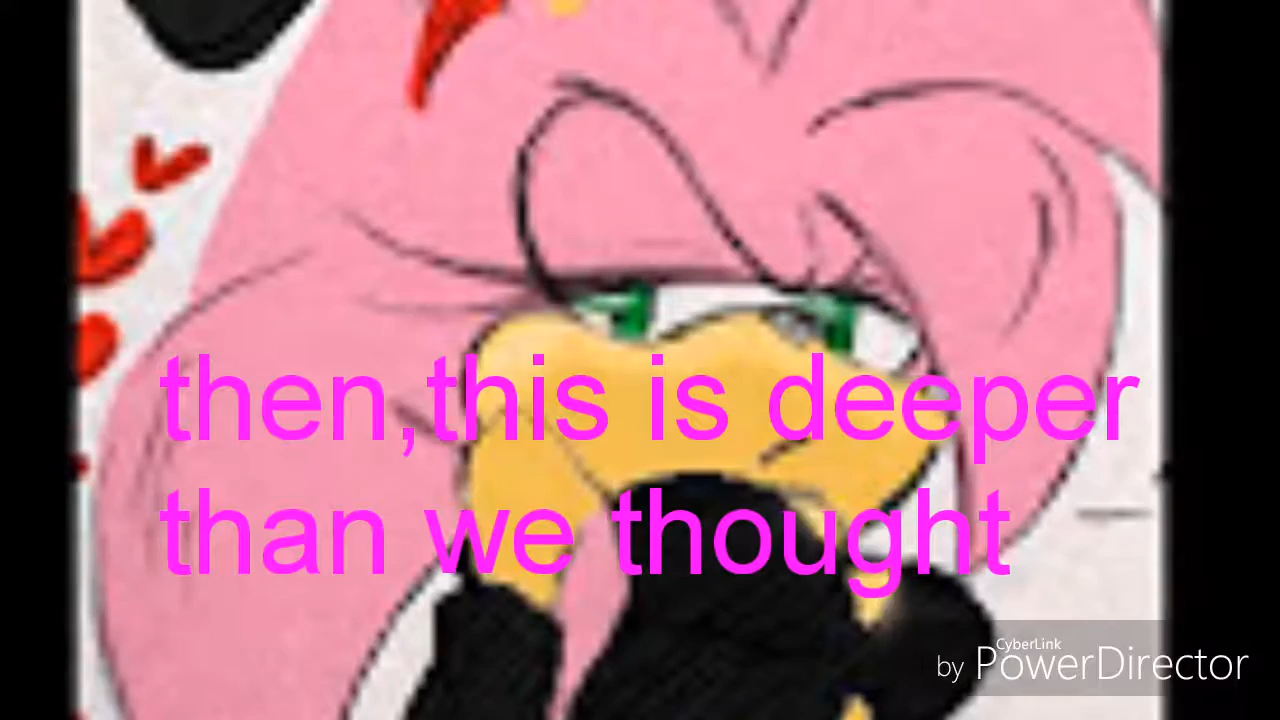 then,this is deeper
than we thought
CyberLink
by PowerDirector